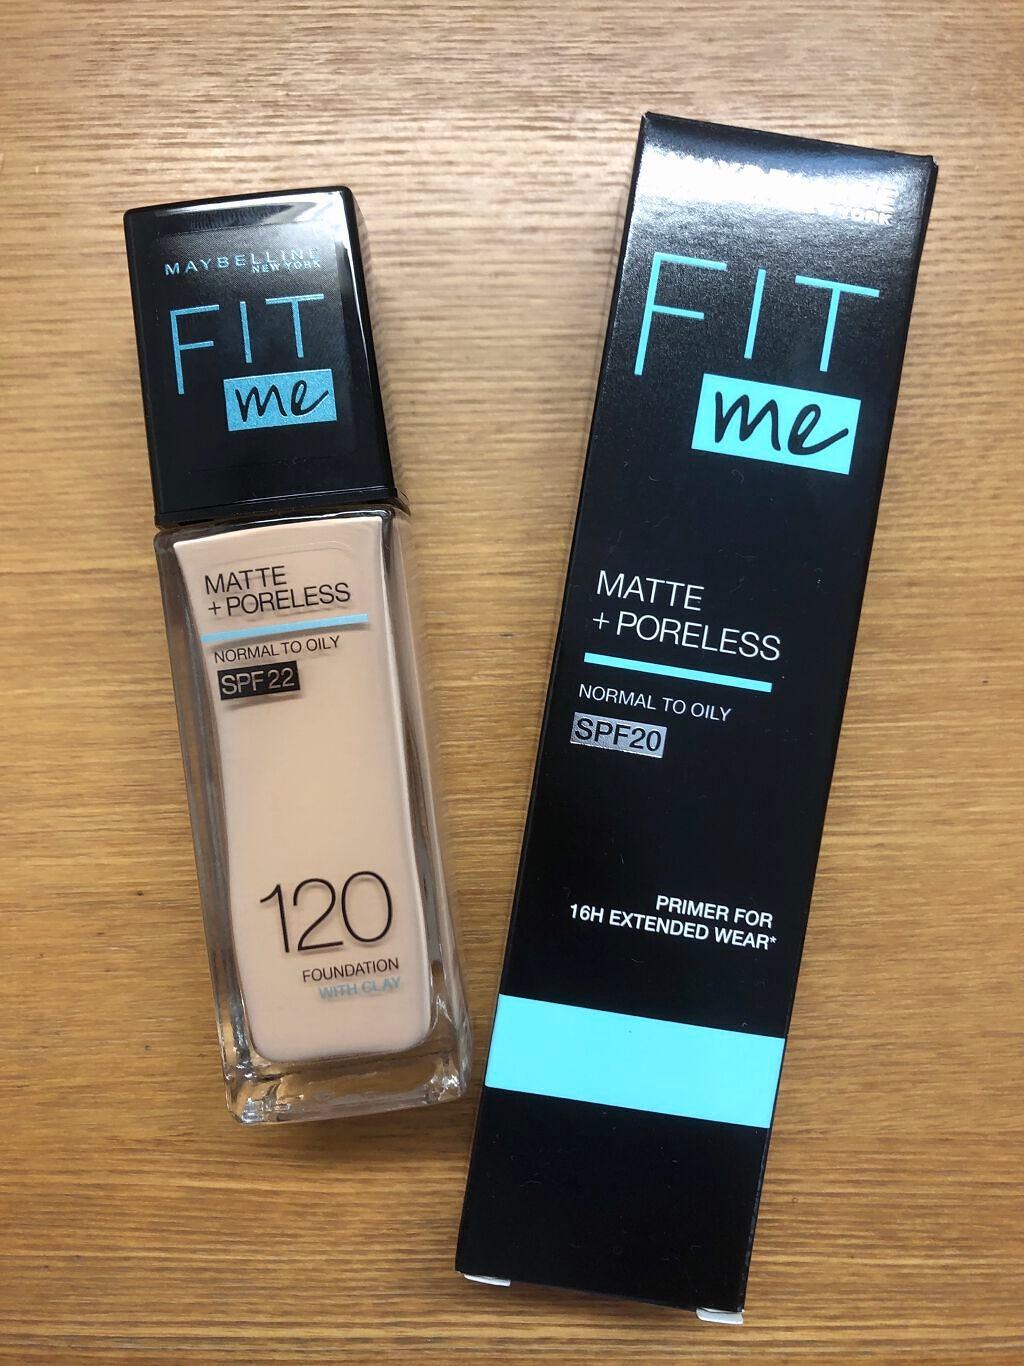 MAYBELLINE
NEW YORK
FIT
me
MATTE
+ PORELESS
NORMAL TO OILY
SPF 22
120
FOUNDATION
WITH CLAY
YORK
FIT
me
MATTE
+ PORELESS
NORMAL TO OILY
SPF20
PRIMER FOR
16H EXTENDED WEAR*